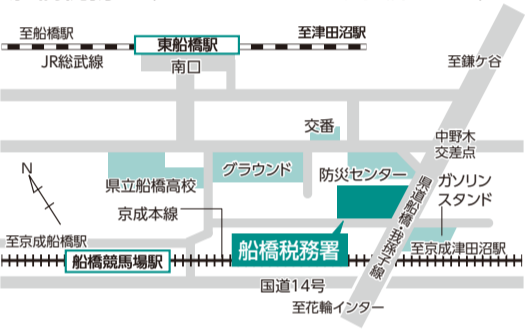 至船橋駅
東船橋駅
至津田沼駅
JR総武線
南口
至鎌ケ谷
交番
中野木
交差点
グラウンド
防災センター
県立船橋高校
ガソリン
スタンド
N
京成本線
県道船橋・我孫子線
至京成船橋駅
船橋税務署
至京成津田沼駅
船橋競馬場駅
国道14号
至花輪インター